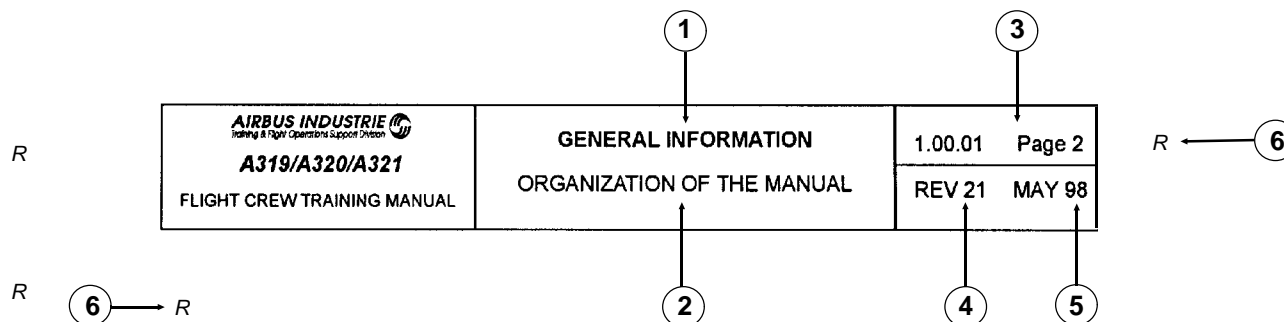 1
3
AIRBUS INDUSTRIE
Training & Flight Operations Support Division
A319/A320/A321
FLIGHT CREW TRAINING MANUAL
GENERAL INFORMATION
ORGANIZATION OF THE MANUAL
1.00.01 Page 2
REV 21 MAY 98
R
R
6
R
6
R
2
4
5